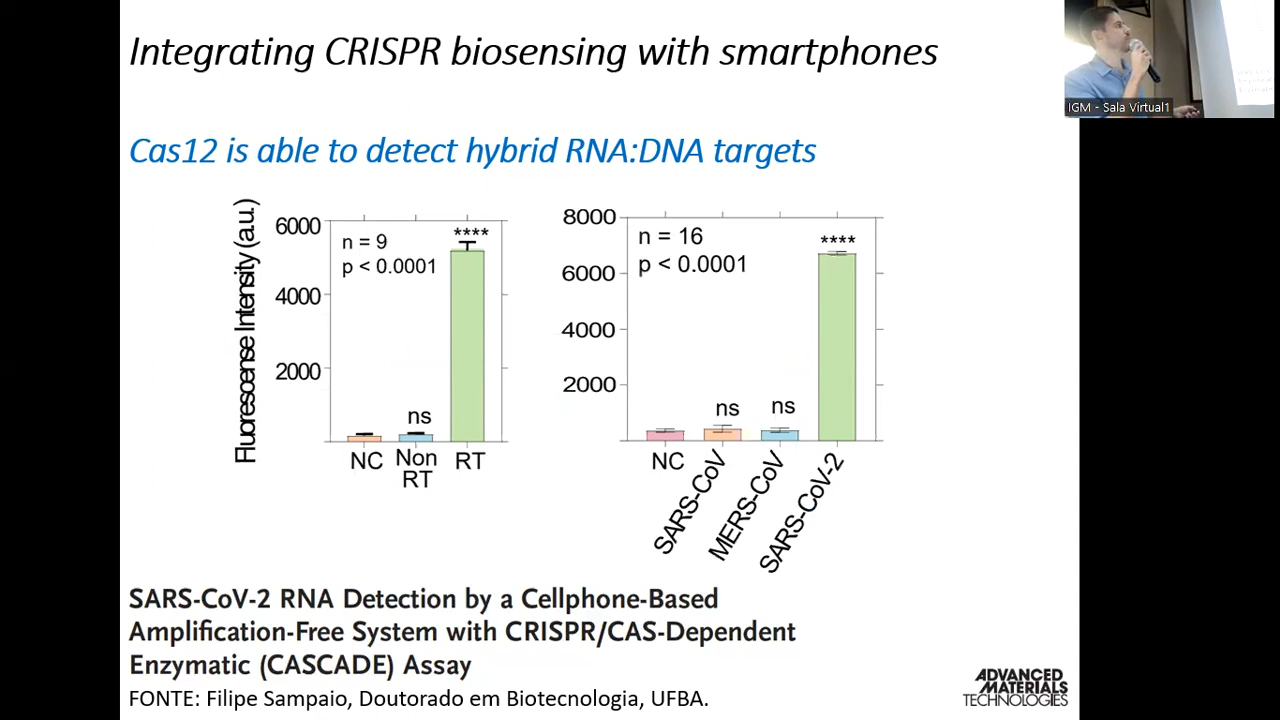 Integrating CRISPR biosensing with smartphones
IGM - Sala Virtual1
Cas12 is able to detect hybrid RNA:DNA targets
Fluorescense Intensity (a.u.)
6000
4000
2000
n = 9
p < 0.0001
****
ns
NC
Non
RT
RT
8000
6000
4000
2000
n = 16
p < 0.0001
****
ns
ns
NC
SARS-CoV
MERS-CoV
SARS-CoV-2
SARS-CoV-2 RNA Detection by a Cellphone-Based
Amplification-Free System with CRISPR/CAS-Dependent
Enzymatic (CASCADE) Assay
FONTE: Filipe Sampaio, Doutorado em Biotecnologia, UFBA.
ADVANCED
MATERIALS
TECHNOLOGIES